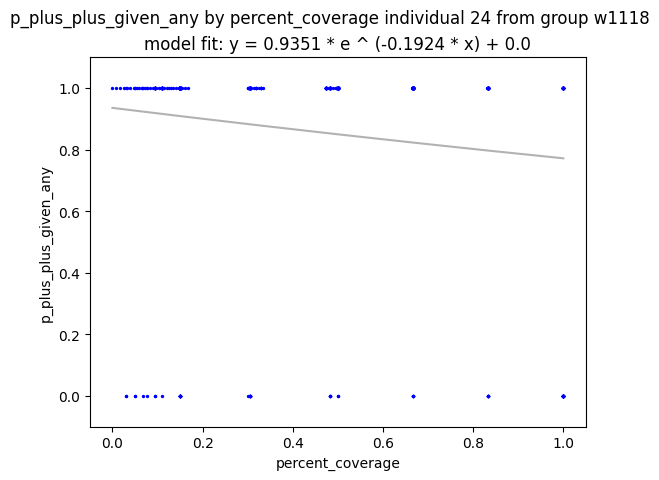 p_plus_plus_given_any by percent_coverage individual 24 from group w1118
model fit: y = 0.9351 * e ^ (-0.1924 * x) + 0.0
1.0
0.8
0.6
0.4
0.2
0.0
p_plus_plus_given_any
0.0 0.2 0.4 0.6 0.8 1.0
percent_coverage